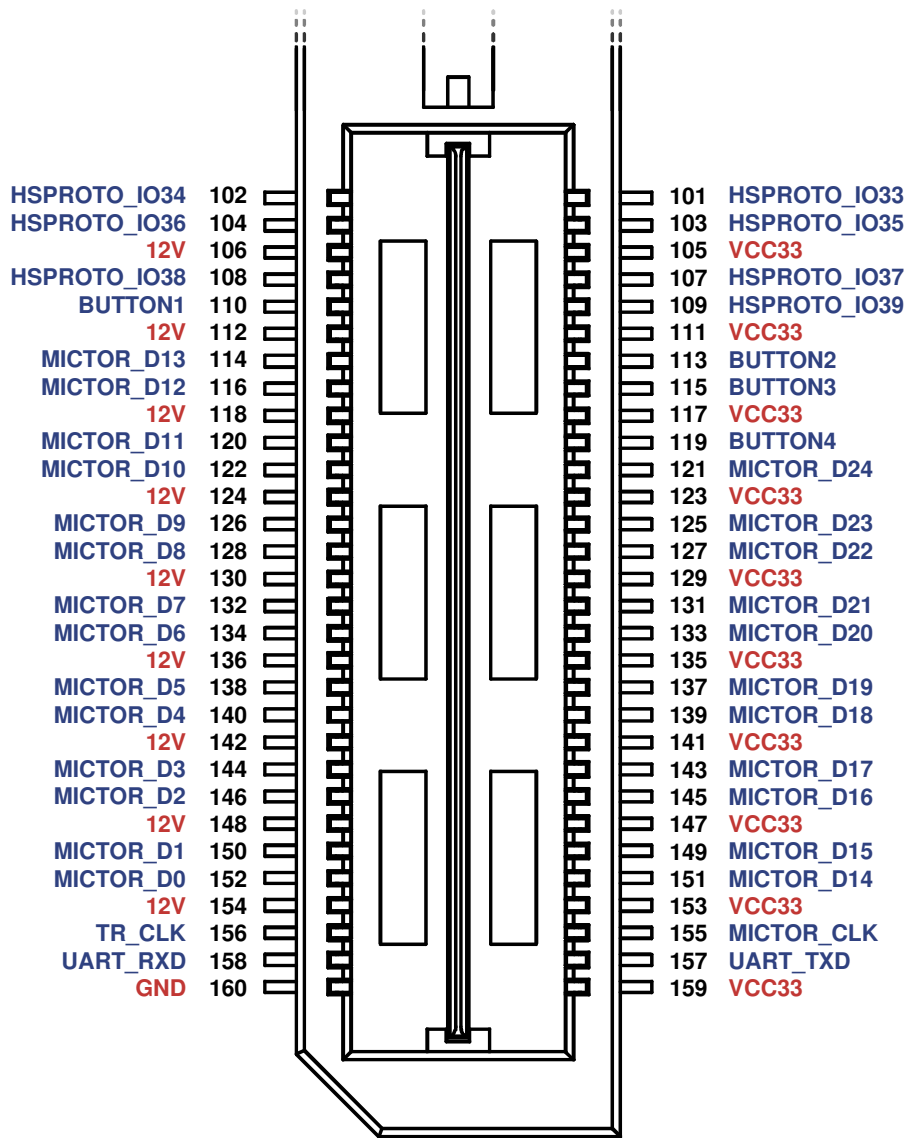 HSPROTO_IO34 102 101 HSPROTO_IO33
HSPROTO_IO36 104 103 HSPROTO_IO35
12V 106 105 VCC33
HSPROTO_IO38 108 107 HSPROTO_IO37
BUTTON1 110 109 HSPROTO_IO39
12V 112 111 VCC33
MICTOR_D13 114 113 BUTTON2
MICTOR_D12 116 115 BUTTON3
12V 118 117 VCC33
MICTOR_D11 120 119 BUTTON4
MICTOR_D10 122 121 MICTOR_D24
12V 124 123 VCC33
MICTOR_D9 126 125 MICTOR_D23
MICTOR_D8 128 127 MICTOR_D22
12V 130 129 VCC33
MICTOR_D7 132 131 MICTOR_D21
MICTOR_D6 134 133 MICTOR_D20
12V 136 135 VCC33
MICTOR_D5 138 137 MICTOR_D19
MICTOR_D4 140 139 MICTOR_D18
12V 142 141 VCC33
MICTOR_D3 144 143 MICTOR_D17
MICTOR_D2 146 145 MICTOR_D16
12V 148 147 VCC33
MICTOR_D1 150 149 MICTOR_D15
MICTOR_D0 152 151 MICTOR_D14
12V 154 153 VCC33
TR_CLK 156 155 MICTOR_CLK
UART_RXD 158 157 UART_TXD
GND 160 159 VCC33